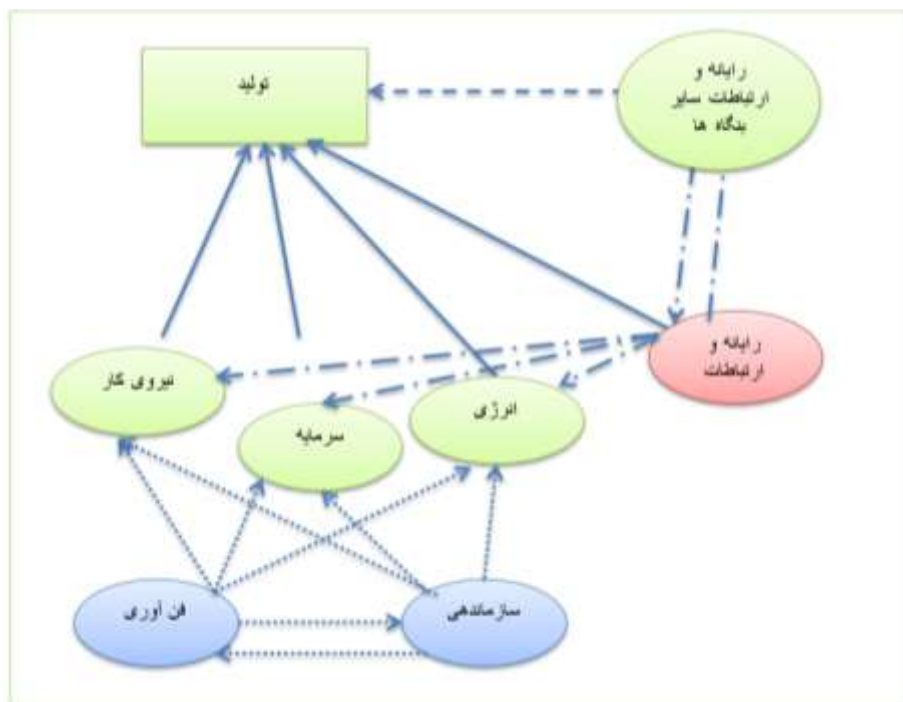 تولید
رایانه و
ارتباطات سایر
بنگاه ها
رایانه و
ارتباطات
نیروی کار
سرمایه
انرژی
فن آوری
سازماندهی